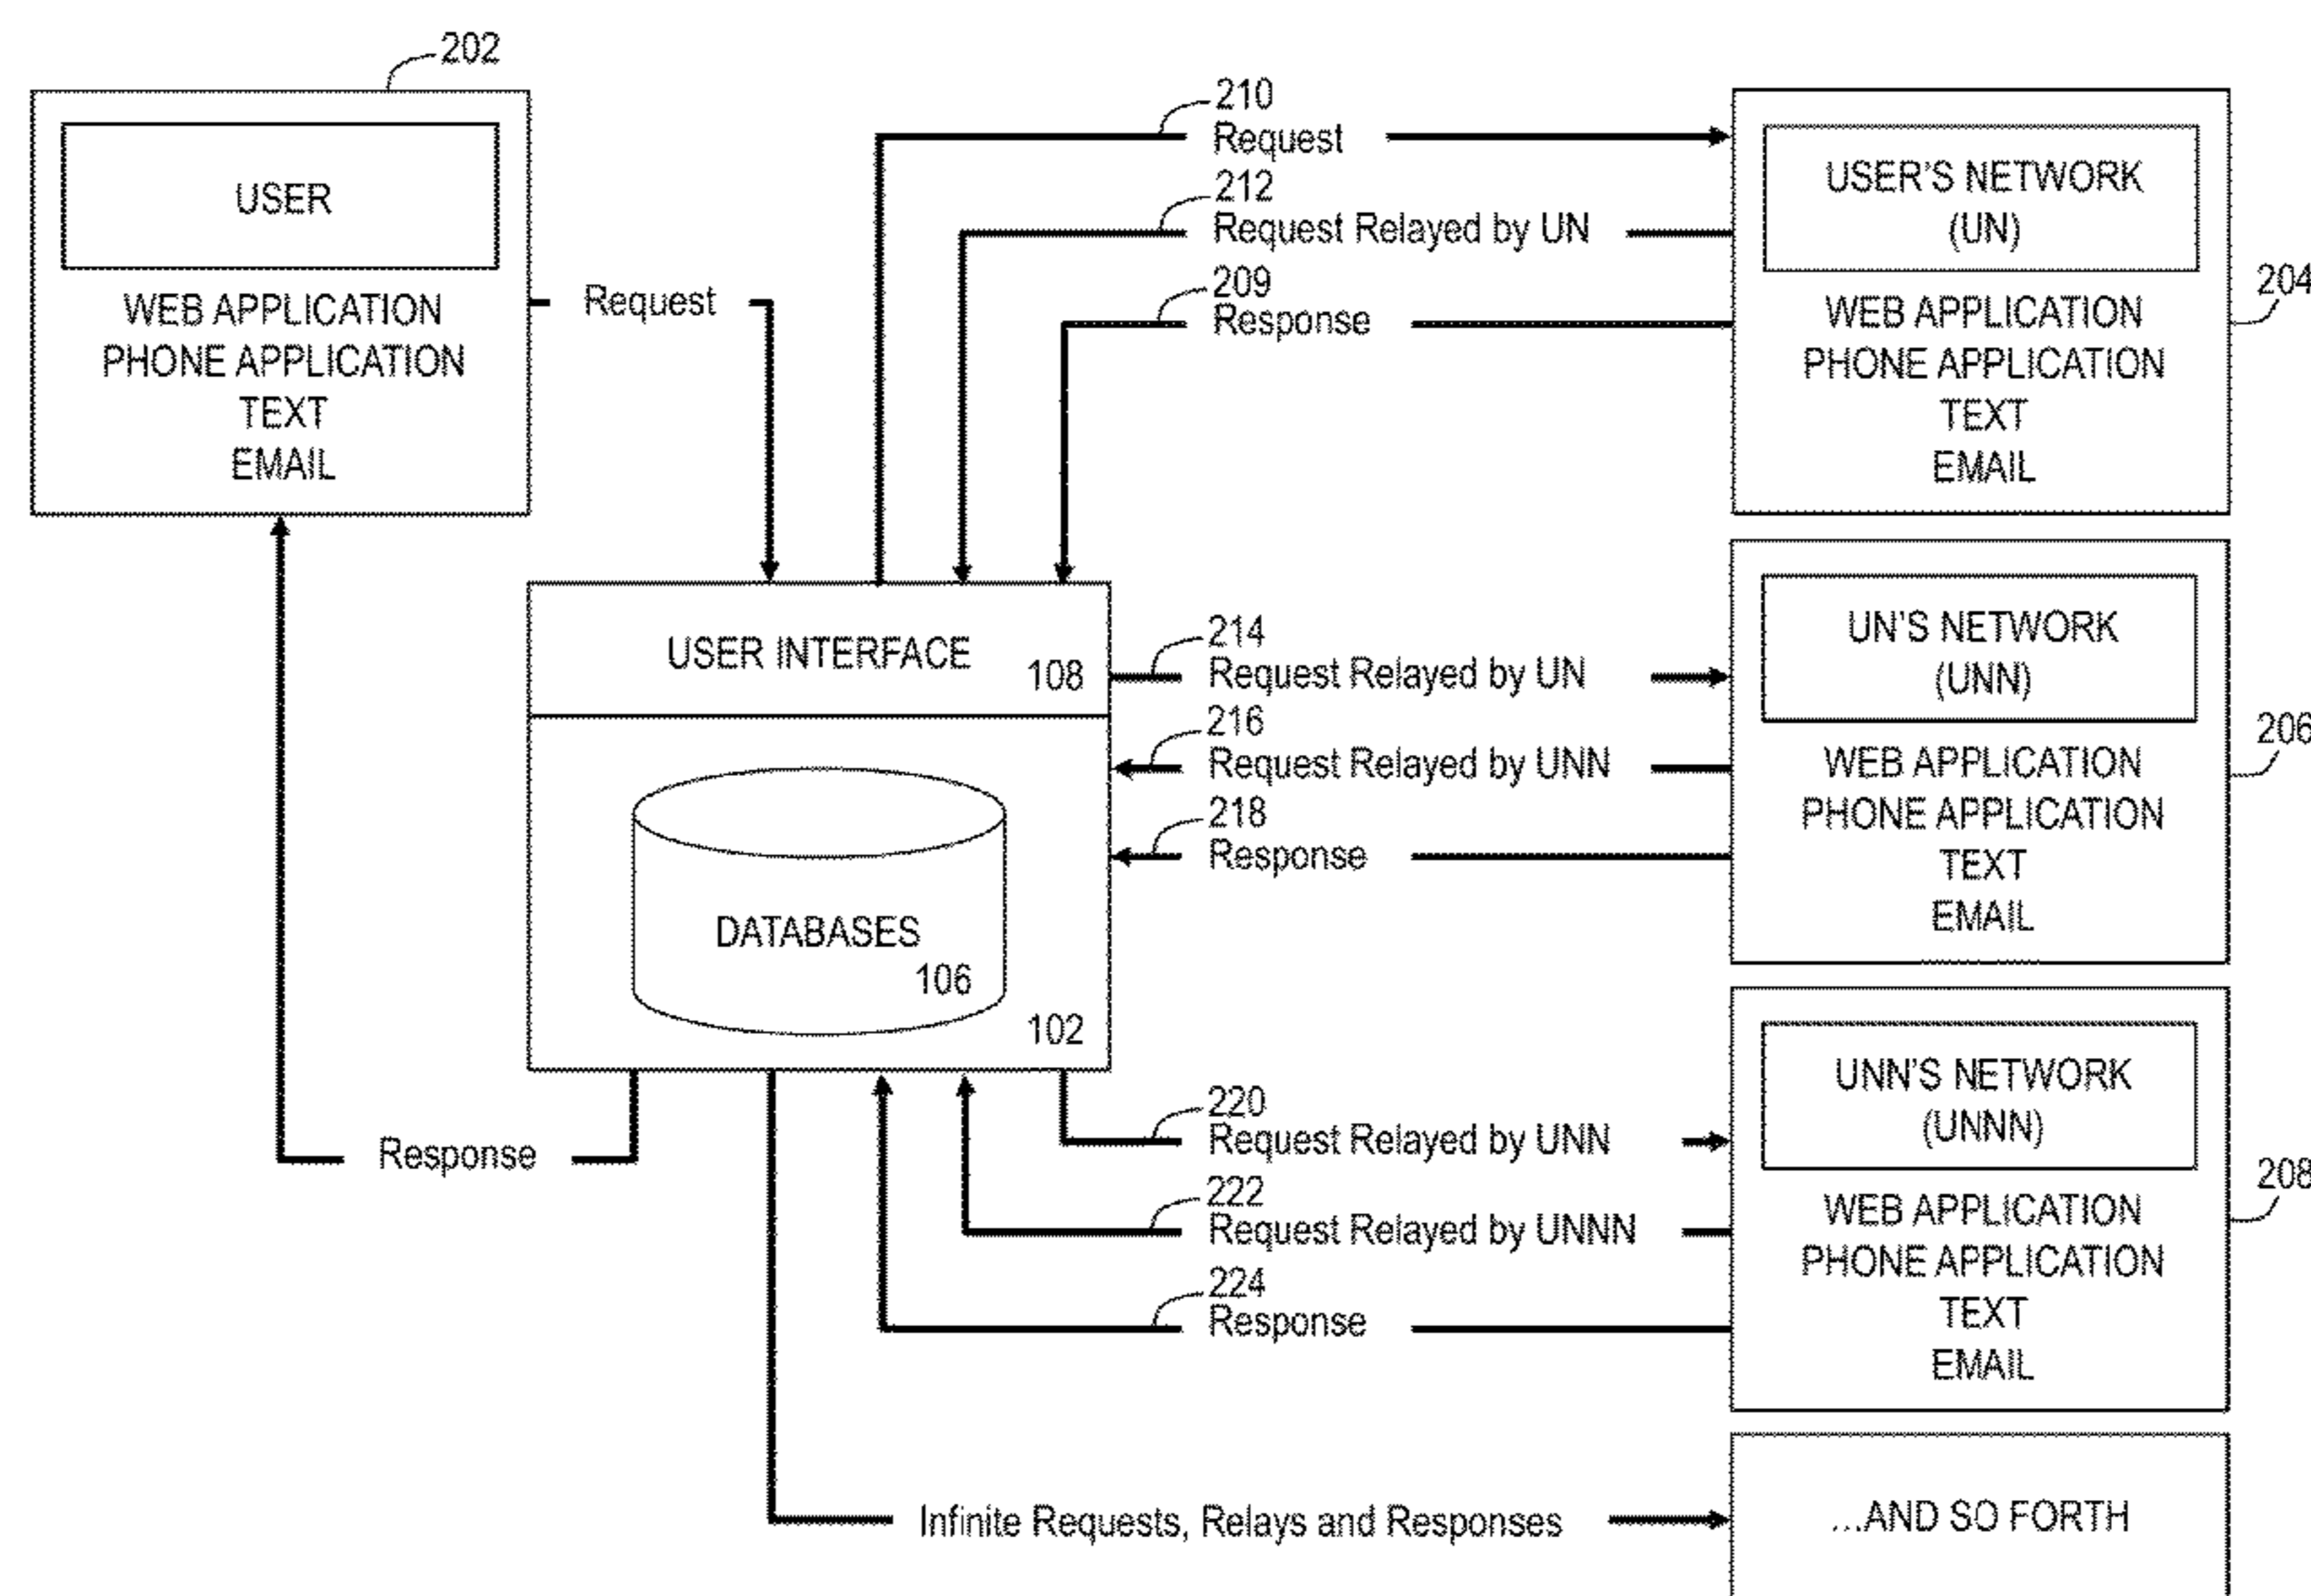 202
USER
WEB APPLICATION
PHONE APPLICATION
TEXT
EMAIL
Request
210
Request
212
Request Relayed by UN
209
Response
USER'S NETWORK
(UN)
WEB APPLICATION
PHONE APPLICATION
TEXT
EMAIL
204
USER INTERFACE
108
DATABASES
106
102
214
Request Relayed by UN
216
Request Relayed by UNN
218
Response
UN'S NETWORK
(UNN)
WEB APPLICATION
PHONE APPLICATION
TEXT
EMAIL
206
Response
220
Request Relayed by UNN
222
Request Relayed by UNNN
224
Response
UNN'S NETWORK
(UNNN)
WEB APPLICATION
PHONE APPLICATION
TEXT
EMAIL
208
Infinite Requests, Relays and Responses
...AND SO FORTH